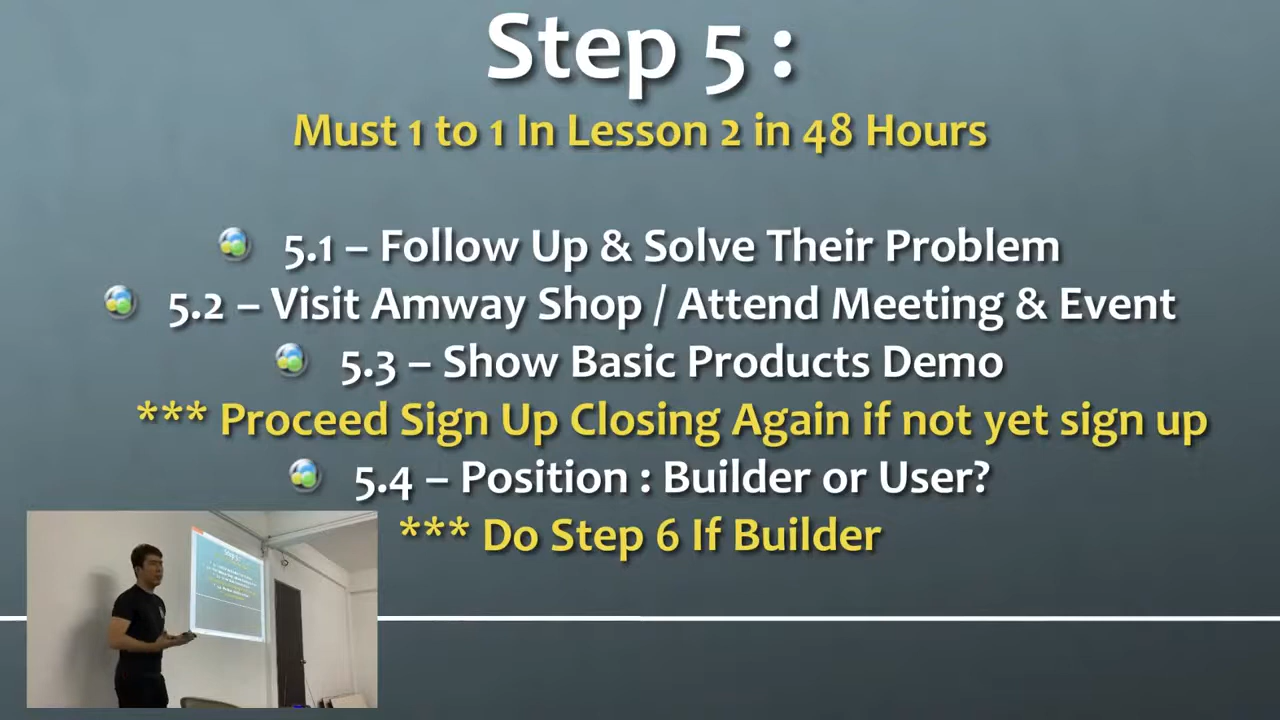 Step 5 :
Must 1 to 1 In Lesson 2 in 48 Hours
5.1 – Follow Up & Solve Their Problem
5.2 – Visit Amway Shop / Attend Meeting & Event
5.3 – Show Basic Products Demo
*** Proceed Sign Up Closing Again if not yet sign up
5.4 – Position : Builder or User?
*** Do Step 6 If Builder
Step 5 :